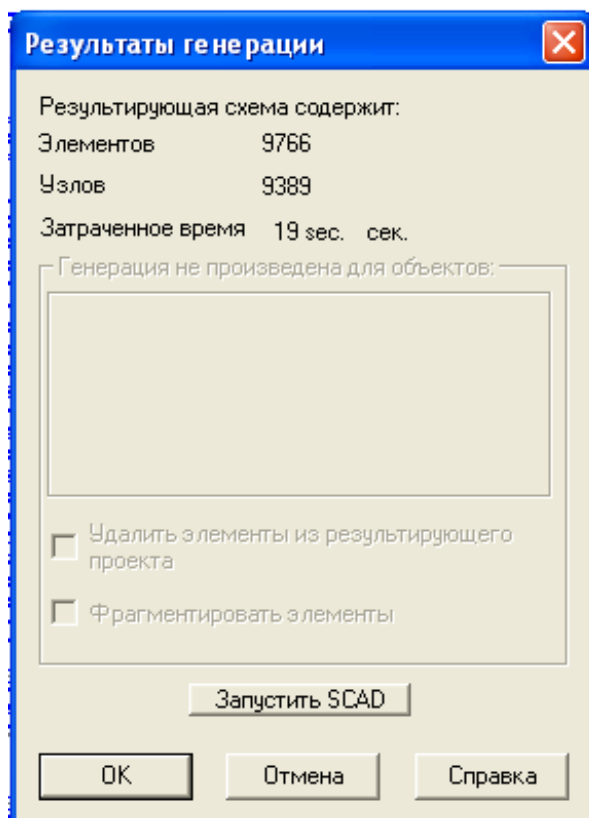 Результаты генерации
Результирующая схема содержит:
Элементов 9766
Узлов 9389
Затраченное время 19 sec. сек.
Генерация не произведена для объектов:
Удалить элементы из результирующего
проекта
Фрагментировать элементы
Запустить SCAD
OK Отмена Справка